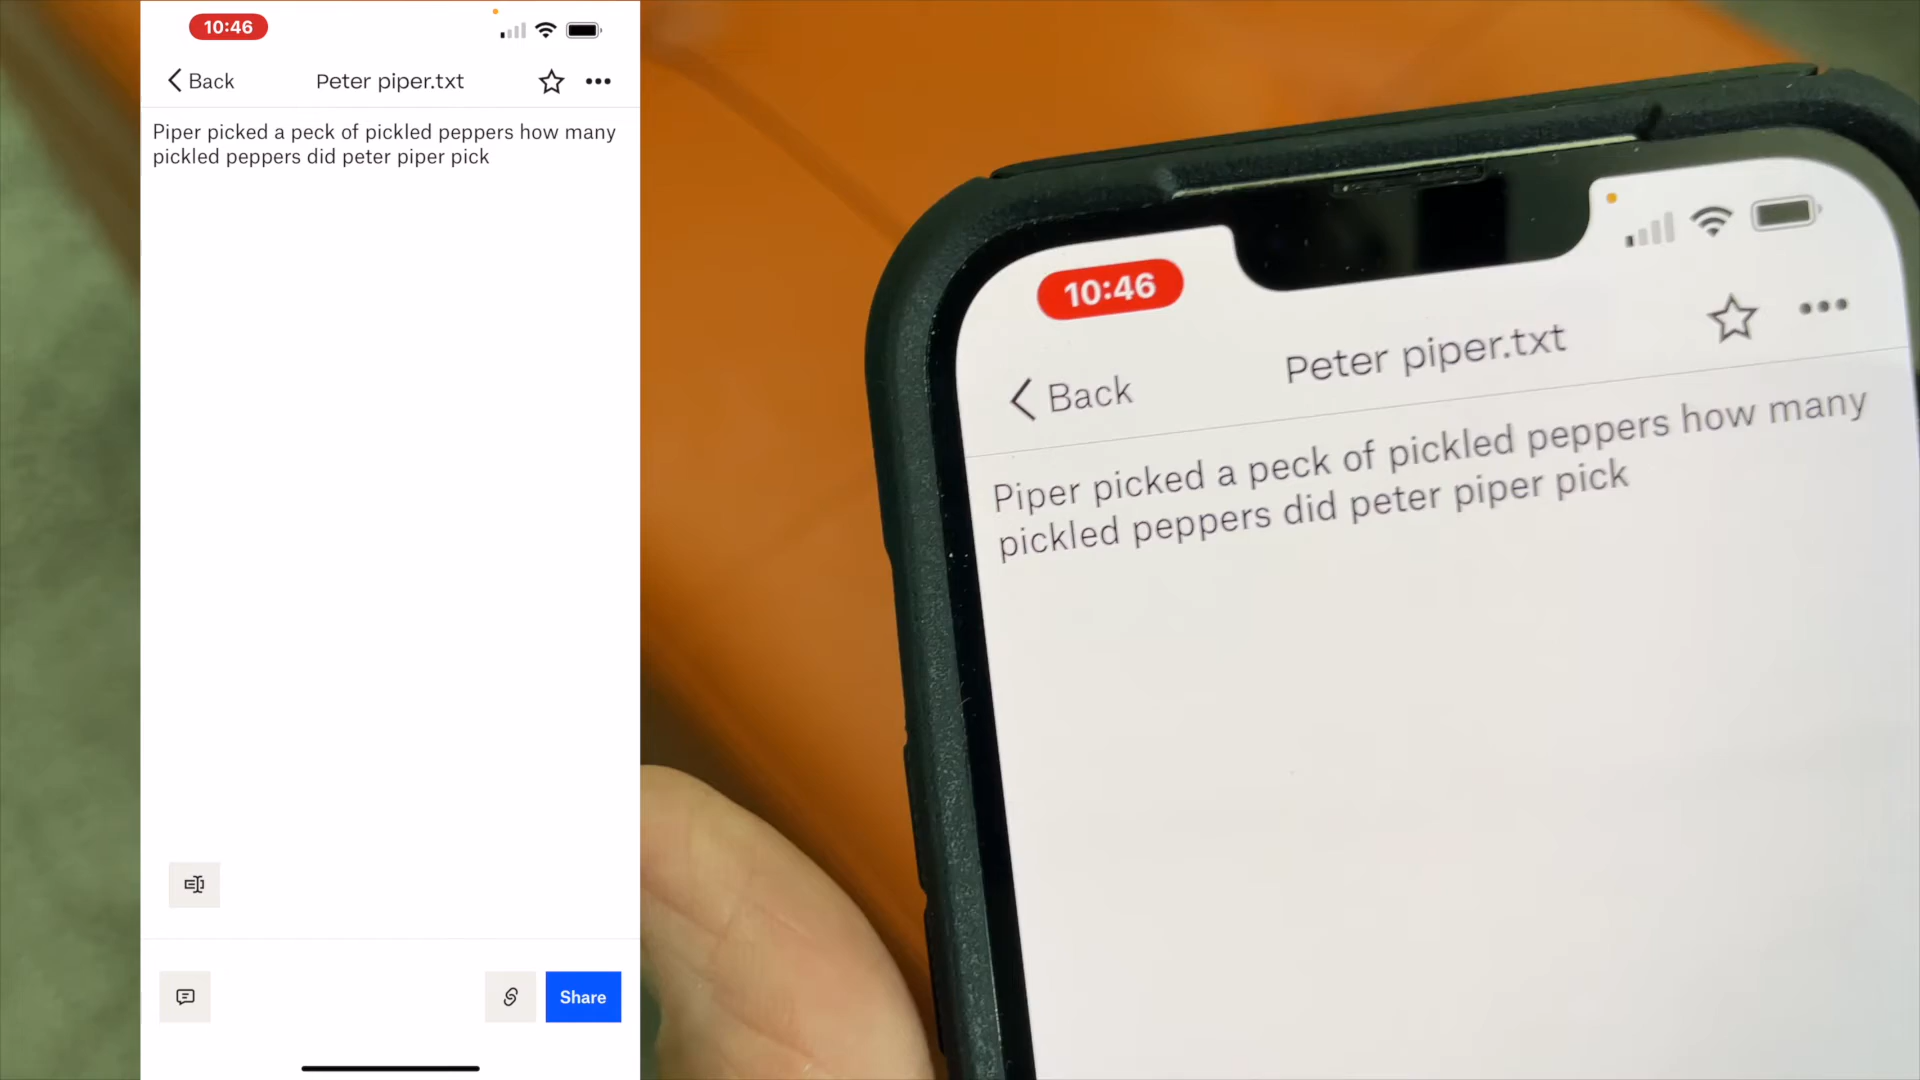 10:46
Back
Peter piper.txt
Piper picked a peck of pickled peppers how many
pickled peppers did peter piper pick
Share
10:46
Back
Peter piper.txt
Piper picked a peck of pickled peppers how many
pickled peppers did peter piper pick